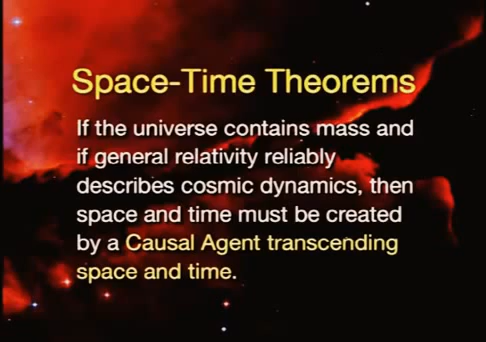 Space-Time Theorems
If the universe contains mass and
if general relativity reliably
describes cosmic dynamics, then
space and time must be created
by a Causal Agent transcending
space and time.